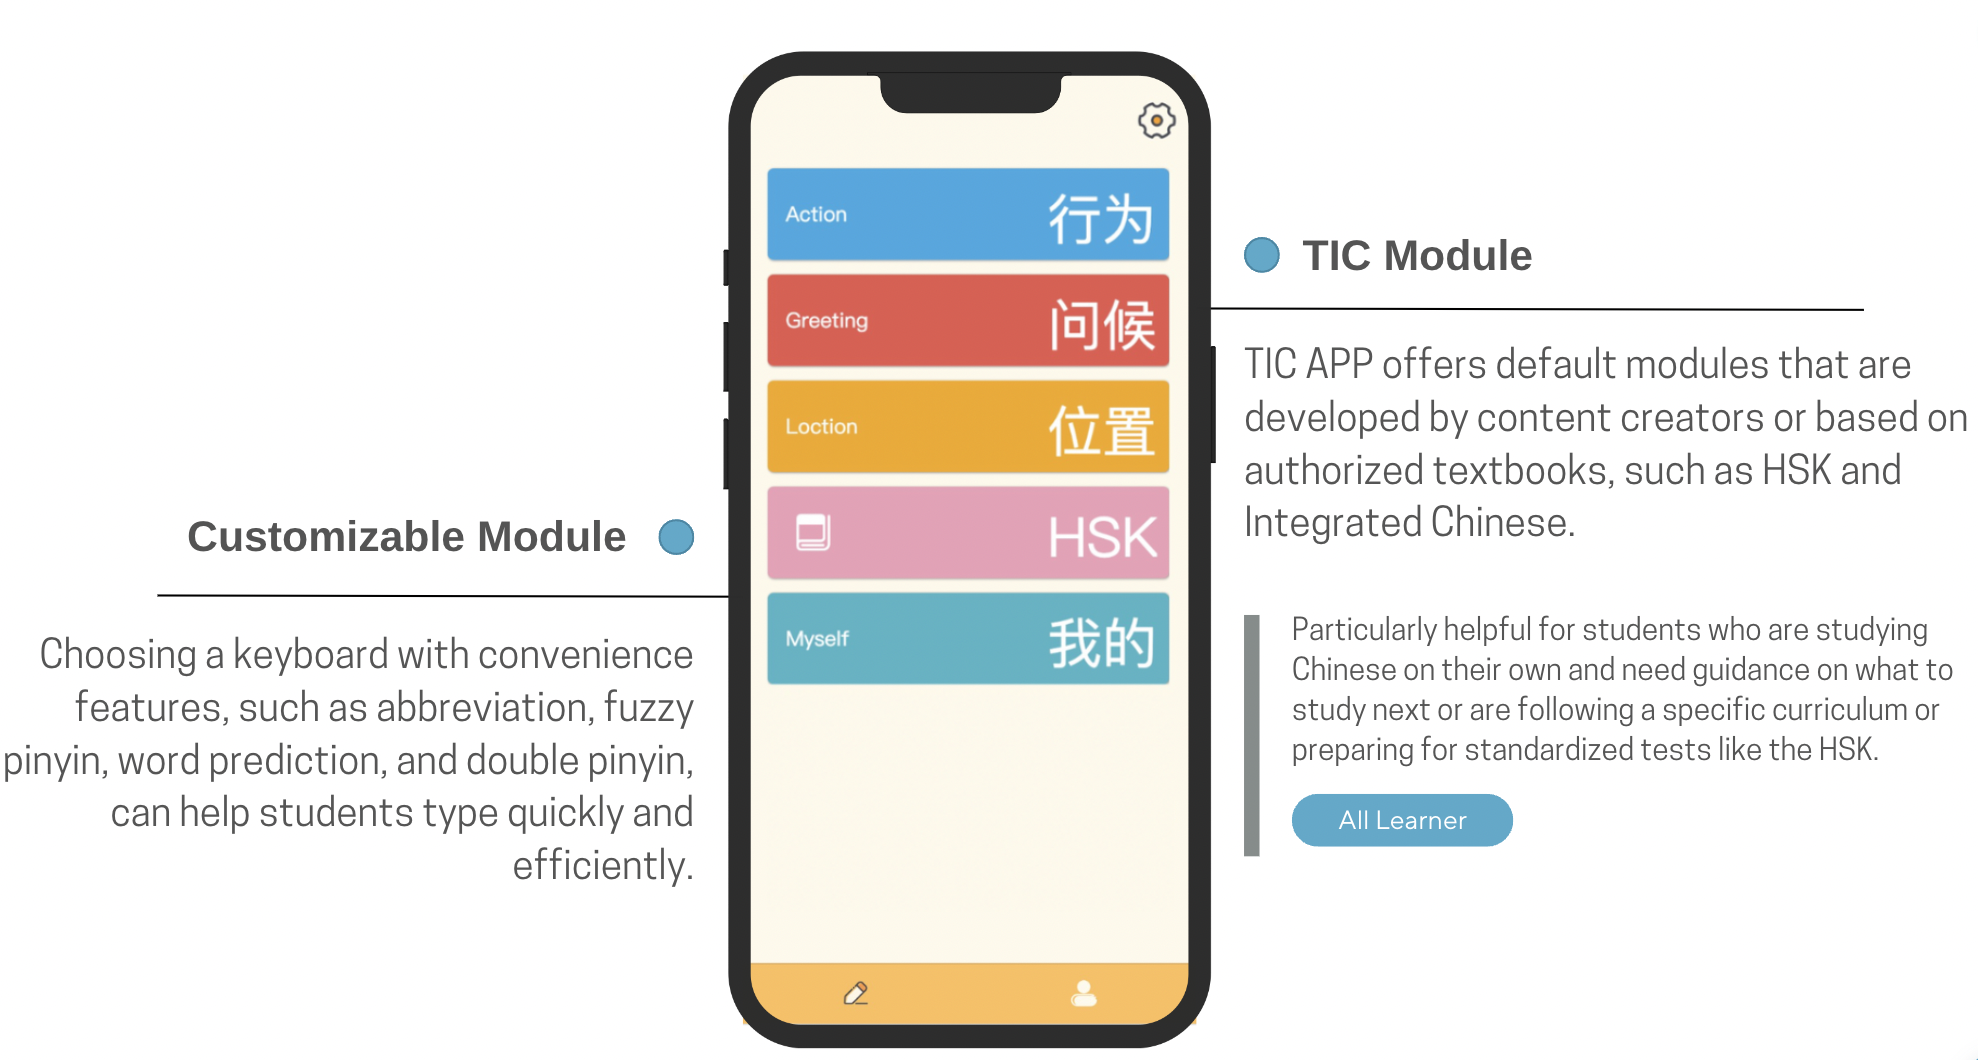 Action 行为
Greeting 问候
Loction 位置
HSK
Myself 我的
Customizable Module
Choosing a keyboard with convenience
features, such as abbreviation, fuzzy
pinyin, word prediction, and double pinyin,
can help students type quickly and
efficiently.
TIC Module
TIC APP offers default modules that are
developed by content creators or based on
authorized textbooks, such as HSK and
Integrated Chinese.
Particularly helpful for students who are studying
Chinese on their own and need guidance on what to
study next or are following a specific curriculum or
preparing for standardized tests like the HSK.
All Learner